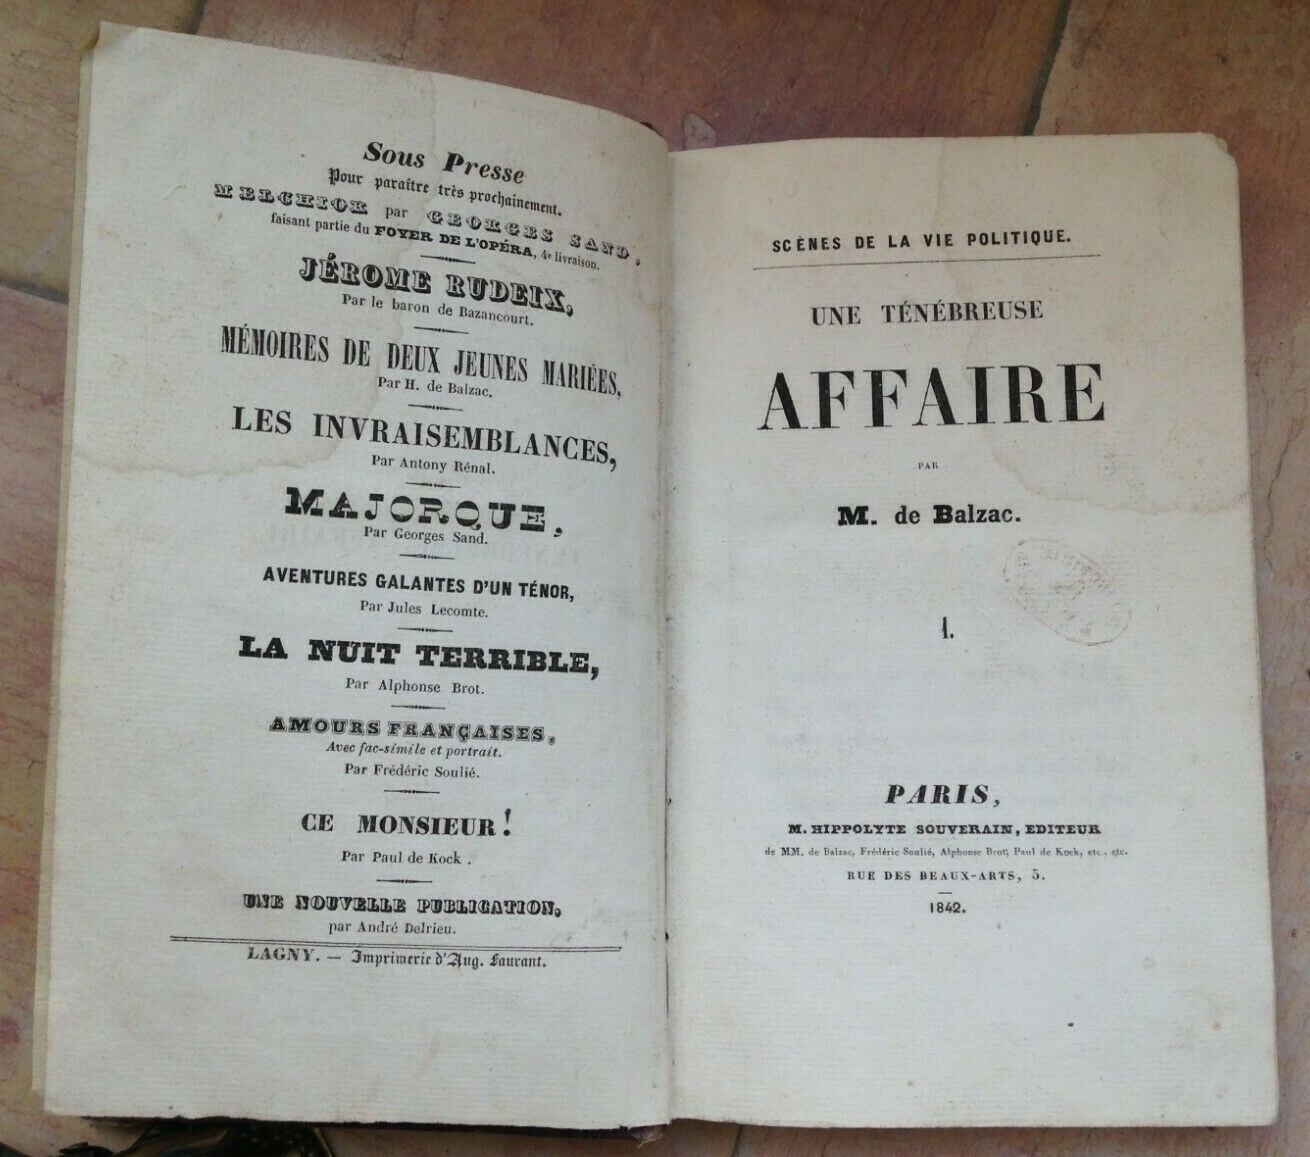 Sous Presse
Pour paraître très prochainement.
MELCHIOR par GEORGES SAND,
faisant partie du FOYER DE L'OPÉRA, 4e livraison.
JÉROME RUDEIX,
Par le baron de Bazancourt.
MÉMOIRES DE DEUX JEUNES MARIÉES,
Par H. de Balzac.
LES INVRAISEMBLANCES,
Par Antony Rénal.
MAJORQUE,
Par Georges Sand.
AVENTURES GALANTES D'UN TÉNOR,
Par Jules Lecomte.
LA NUIT TERRIBLE,
Par Alphonse Brot.
AMOURS FRANÇAISES,
Avec fac-simile et portrait.
Par Frédéric Soulié.
CE MONSIEUR!
Par Paul de Kock.
UNE NOUVELLE PUBLICATION,
par André Delrieu.
LAGNY. — Imprimerie d'Aug. Laurant.
SCÈNES DE LA VIE POLITIQUE.
UNE TÉNÉBREUSE
AFFAIRE
PAR
M. de Balzac.
1.
PARIS,
M. HIPPOLYTE SOUVERAIN, EDITEUR
de MM. de Balzac, Frédéric Soulié, Alphonse Brot, Paul de Kock, etc., etc.
RUE DES BEAUX-ARTS, 5.
1842.